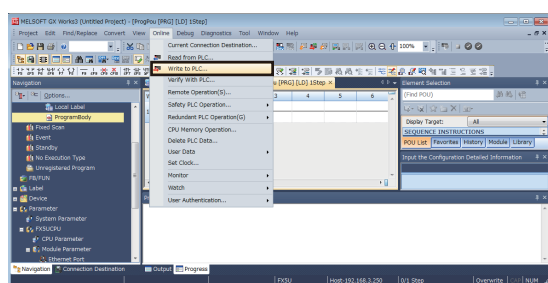 MELSOFT GX Works3 (Untitled Project) - [ProgPou [PRG] [LD] 1Step]
Project Edit Find/Replace Convert View Online Debug Diagnostics Tool Window Help
Current Connection Destination...
Read from PLC...
Write to PLC...
Verify With PLC...
Remote Operation(S)...
Safety PLC Operation...
Redundant PLC Operation(G)
CPU Memory Operation...
Delete PLC Data...
User Data
Set Clock...
Monitor
Watch
User Authentication...
100%
Navigation
Options...
Local Label
ProgramBody
Fixed Scan
Event
Standby
No Execution Type
Unregistered Program
FB/FUN
Label
Device
Parameter
System Parameter
FX5UCPU
CPU Parameter
Module Parameter
Ethernet Port
[PRG] [LD] 1Step
3 4 5 6
Element Selection
(Find POU)
Display Target: All
SEQUENCE INSTRUCTIONS
POU List Favorites History Module Library
Input the Configuration Detailed Information
Navigation Connection Destination Output Progress
FX5U Host-192.168.3.250 0/1 Step Overwrite CAP NUM